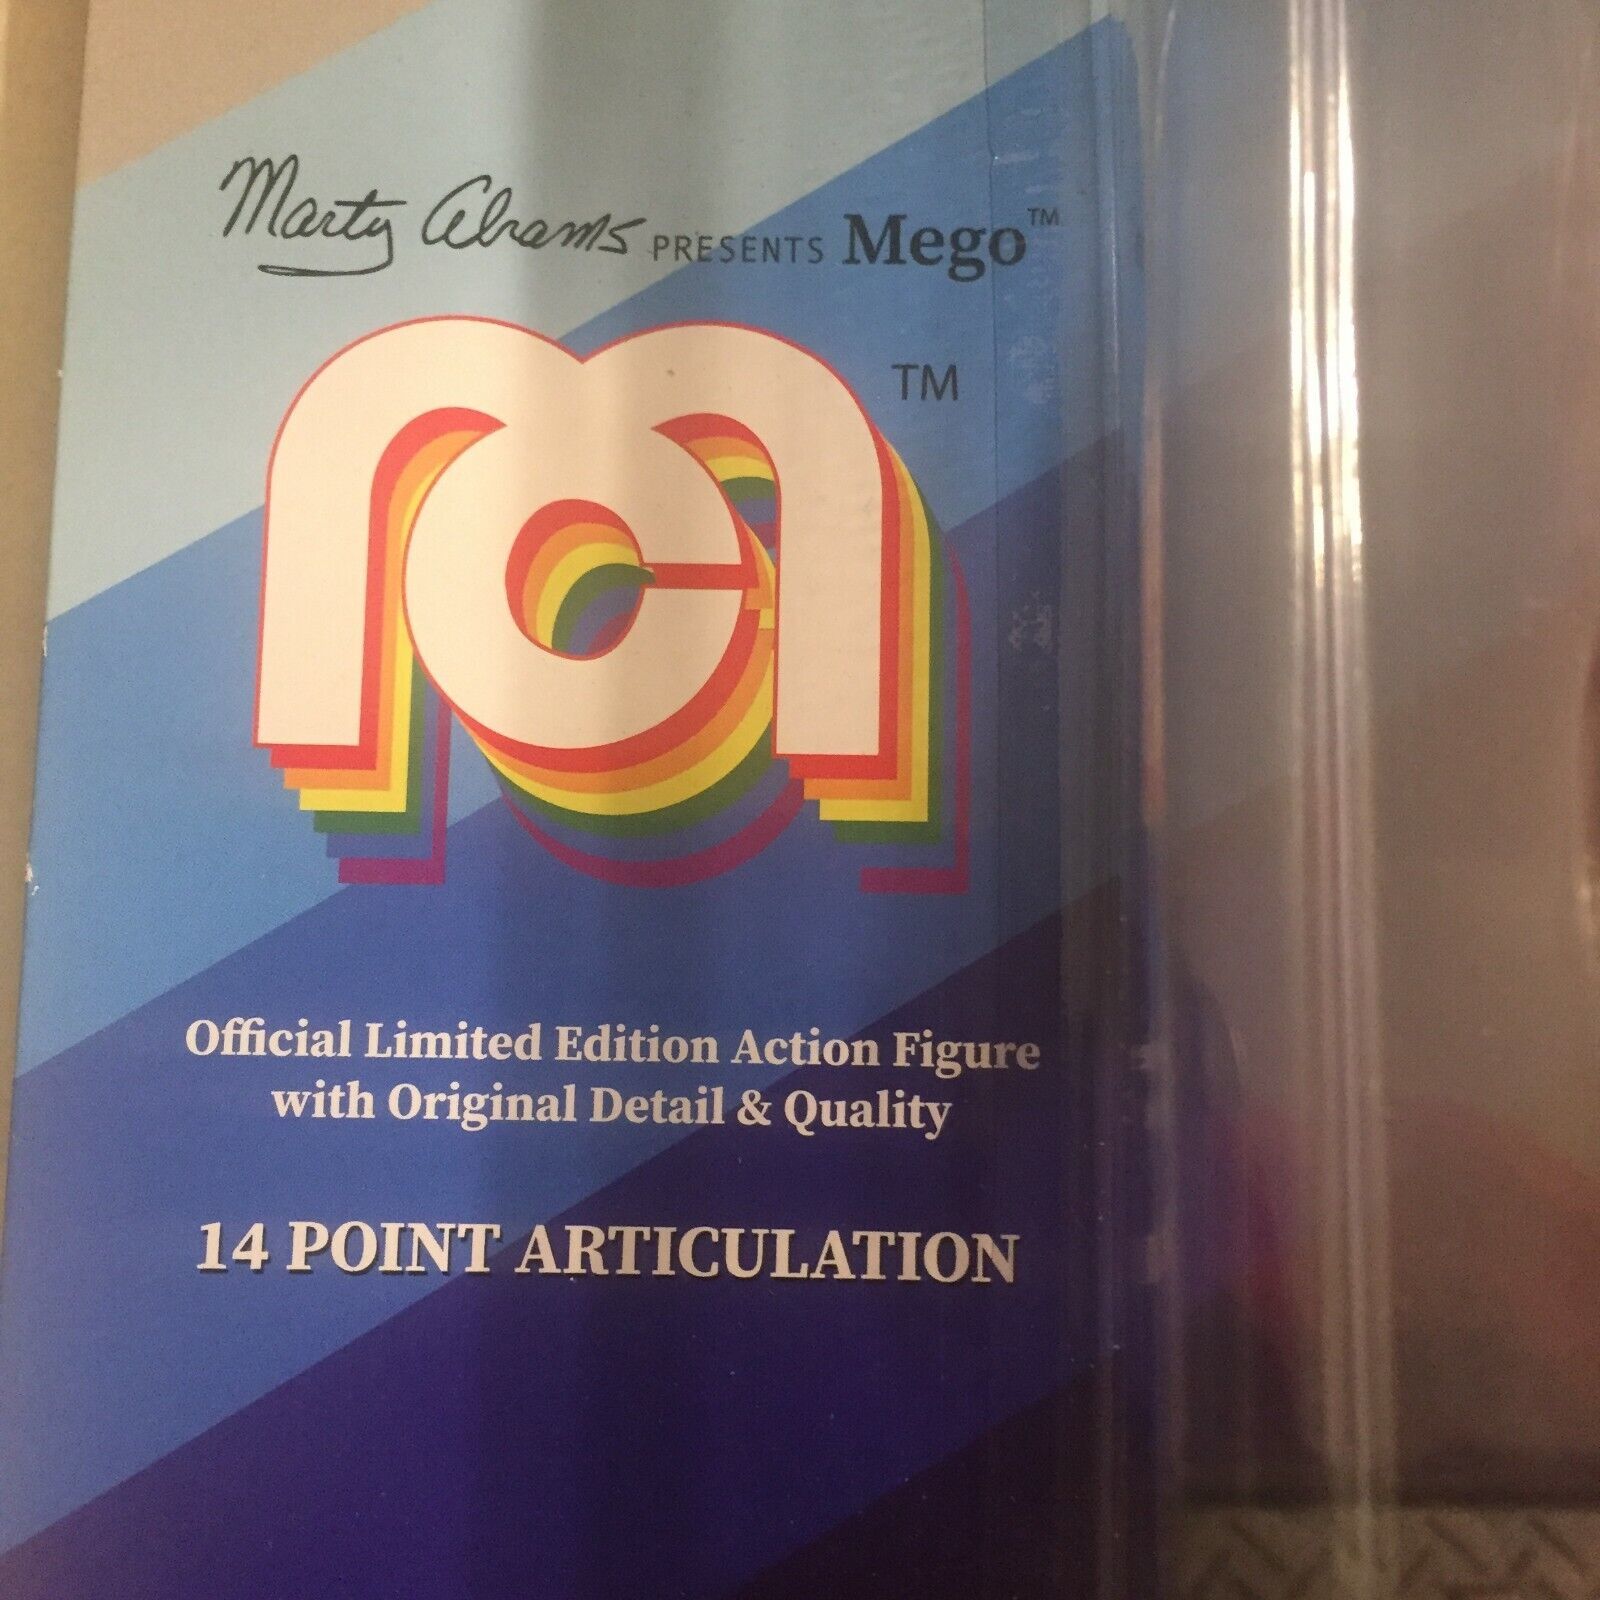 Marty Abrams PRESENTS Mego™
TM
Official Limited Edition Action Figure
with Original Detail & Quality
14 POINT ARTICULATION